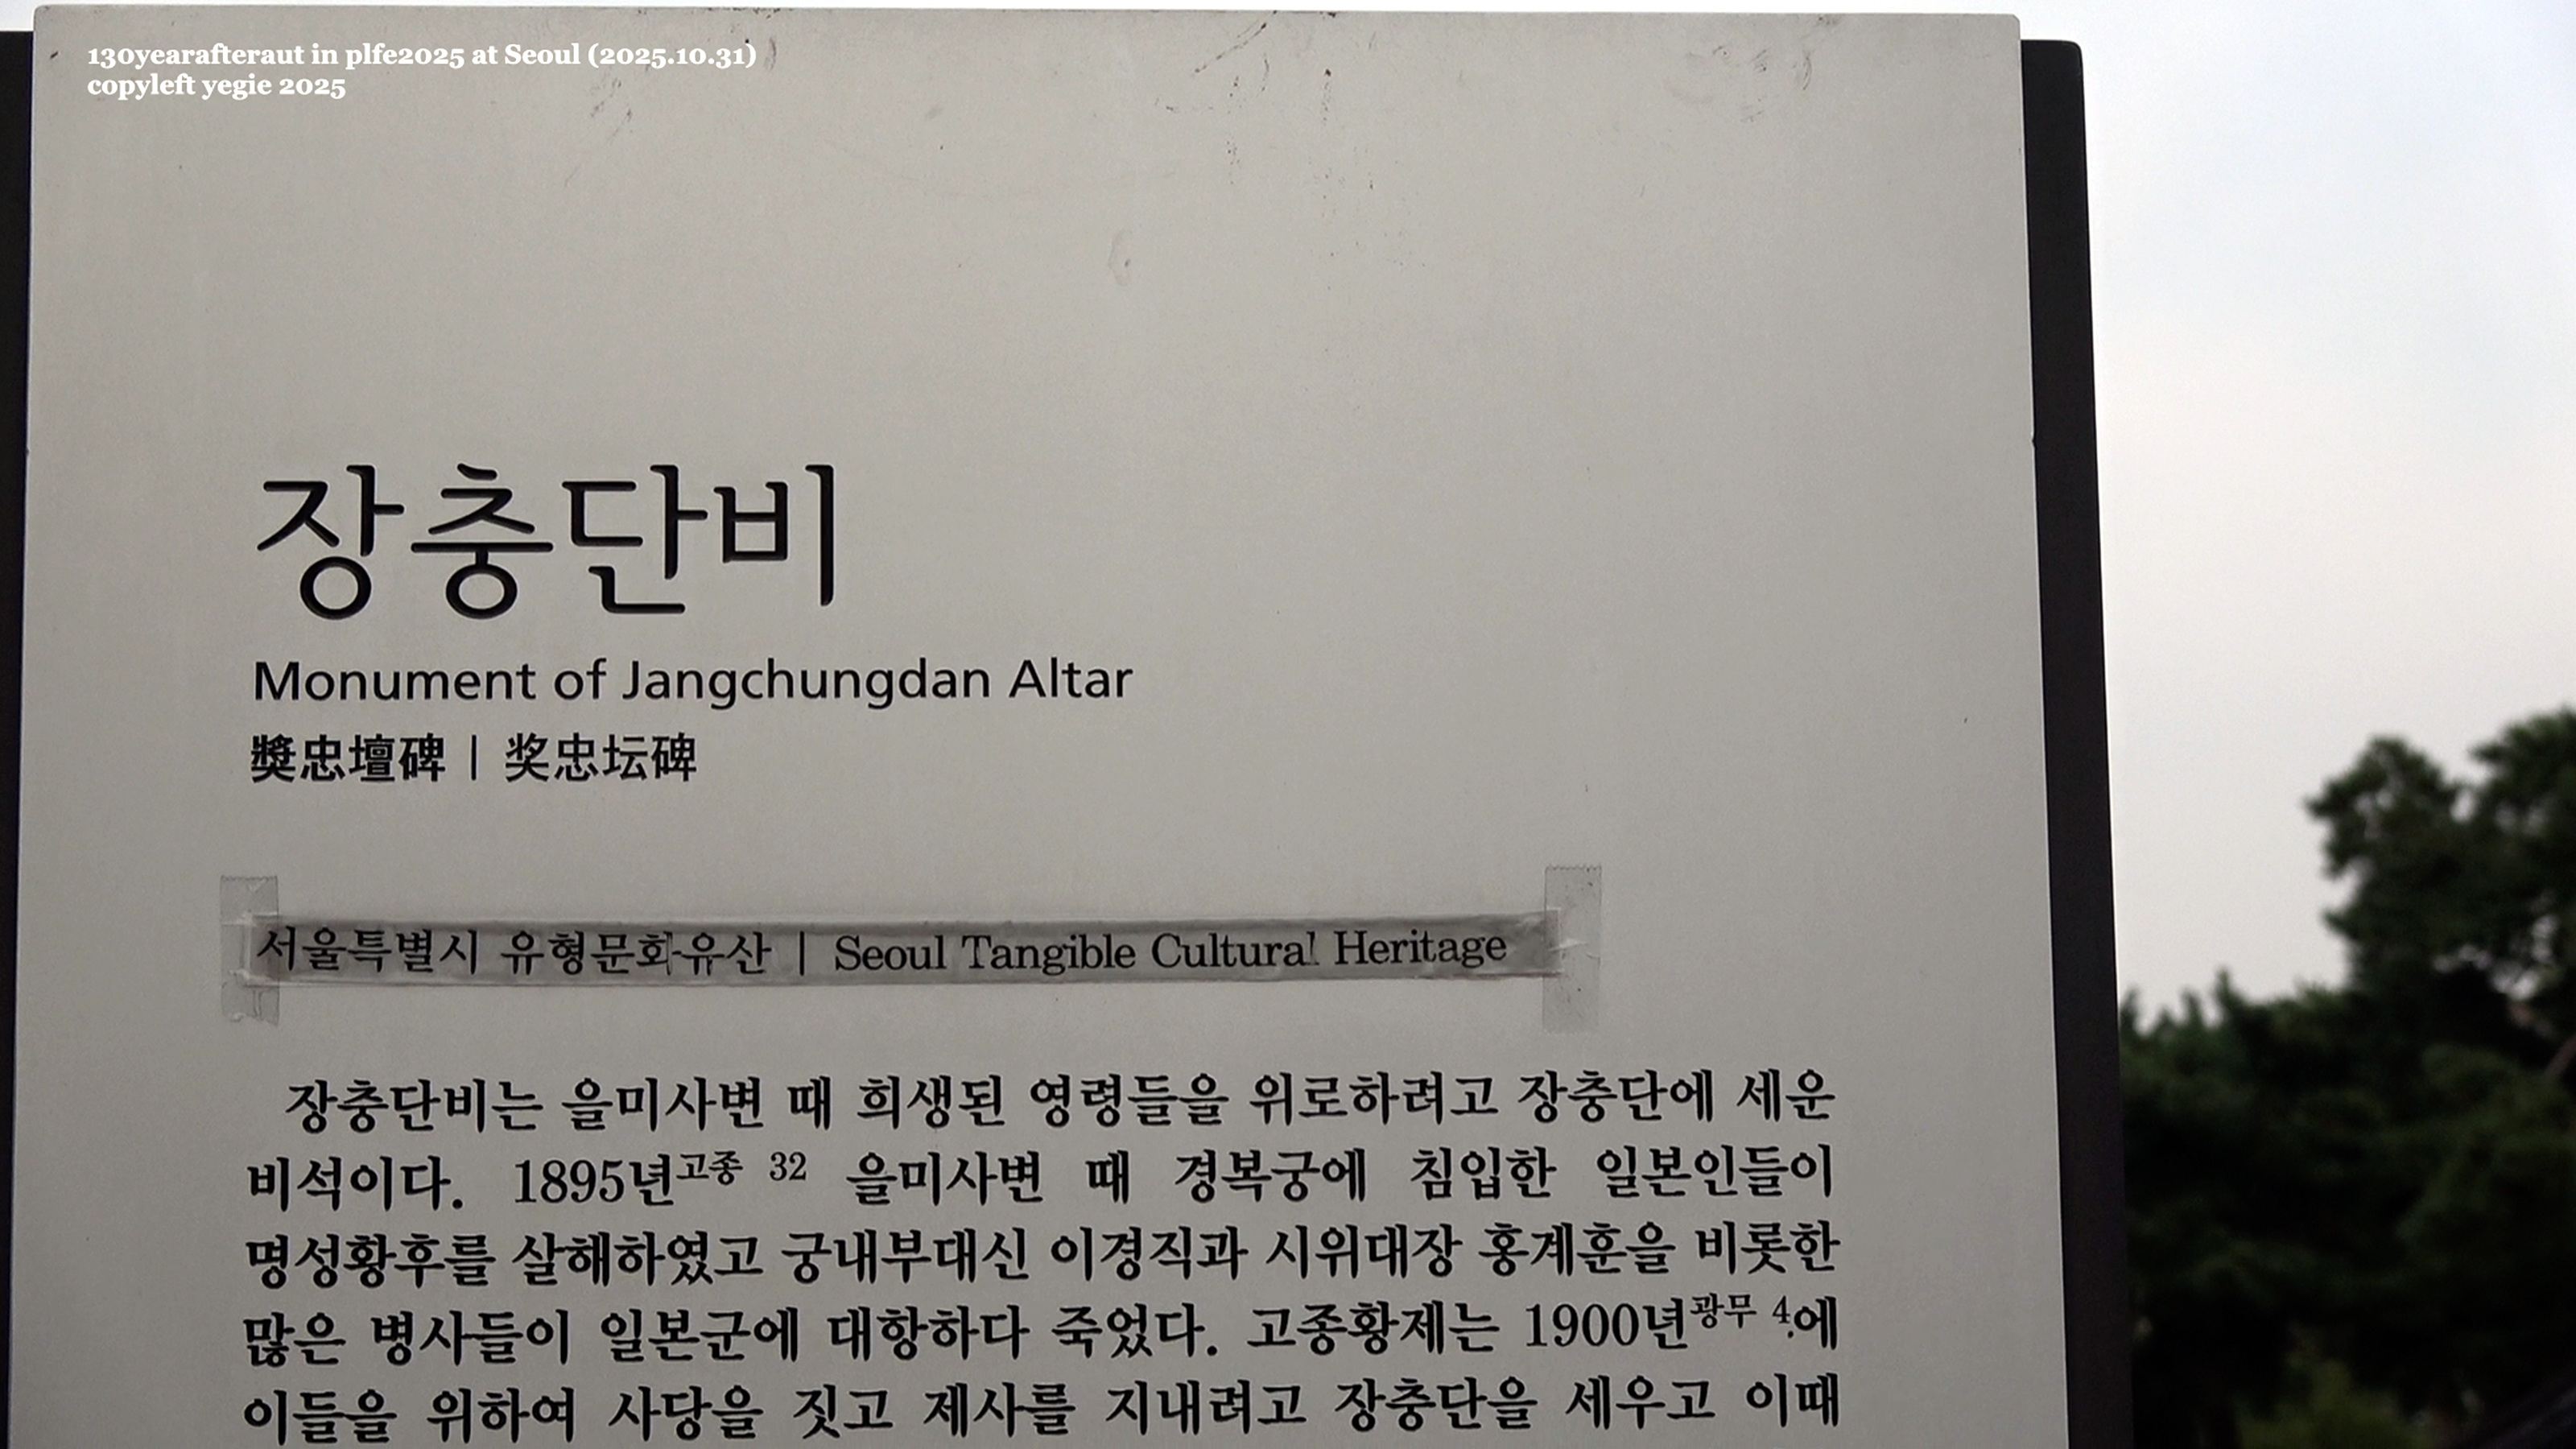 130yearafteraut in plfe2025 at Seoul (2025.10.31)
copyleft yegie 2025
장충단비
Monument of Jangchungdan Altar
奬忠壇碑 | 奖忠坛碑
서울특별시 유형문화유산 | Seoul Tangible Cultural Heritage
장충단비는 을미사변 때 희생된 영령들을 위로하려고 장충단에 세운
비석이다. 1895년고종 32 을미사변 때 경복궁에 침입한 일본인들이
명성황후를 살해하였고 궁내부대신 이경직과 시위대장 홍계훈을 비롯한
많은 병사들이 일본군에 대항하다 죽었다. 고종황제는 1900년광무 4에
이들을 위하여 사당을 짓고 제사를 지내려고 장충단을 세우고 이때